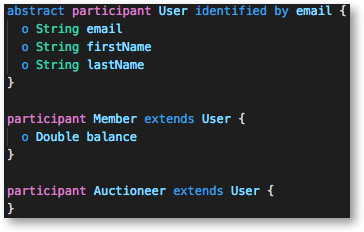 abstract participant User identified by email {
  o String email
  o String firstName
  o String lastName
}
participant Member extends User {
  o Double balance
}
participant Auctioneer extends User {
}